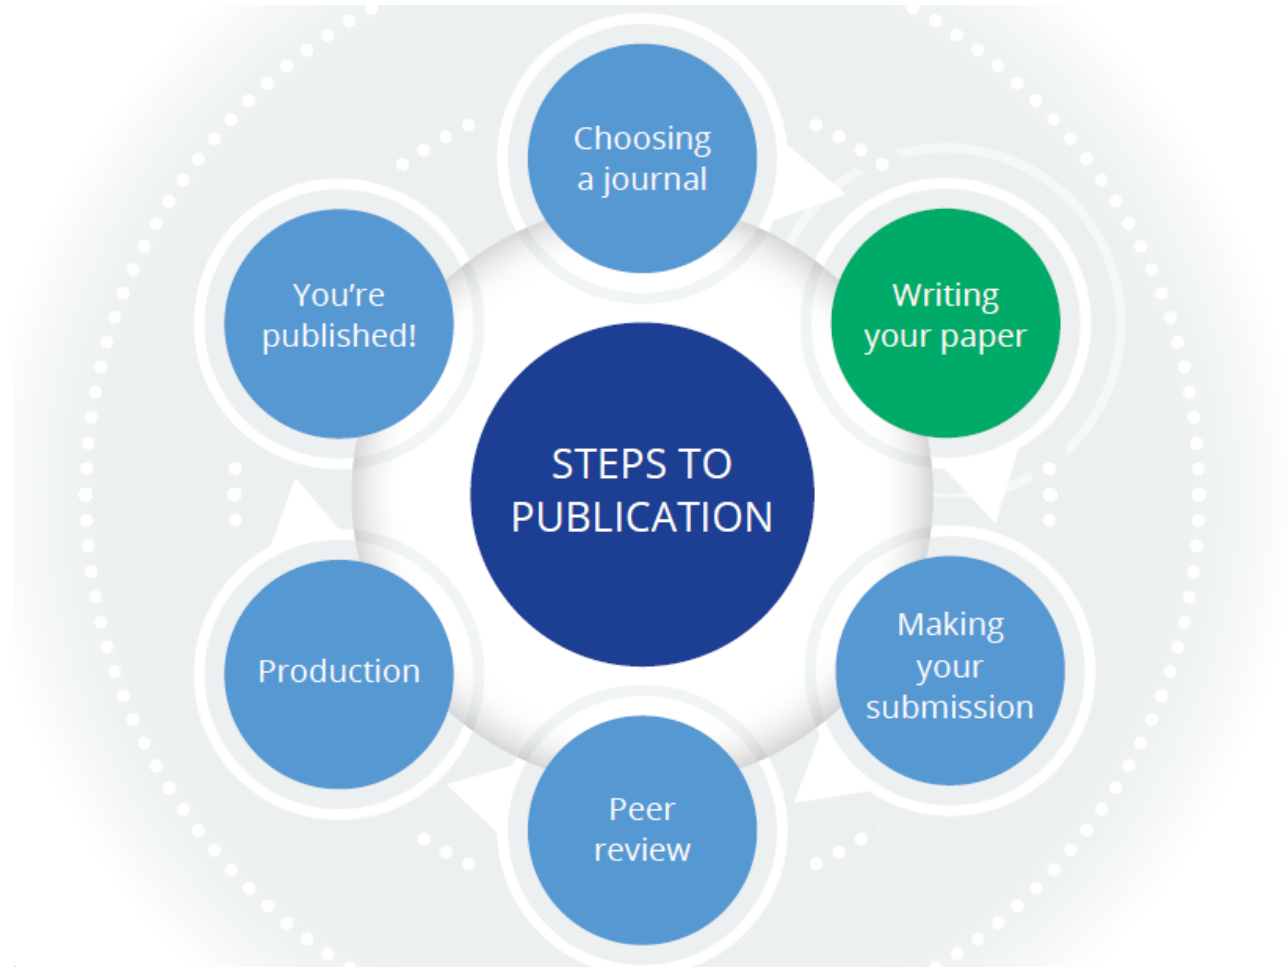 Choosing
a journal
Writing
your paper
Making
your
submission
Peer
review
Production
You’re
published!
STEPS TO
PUBLICATION